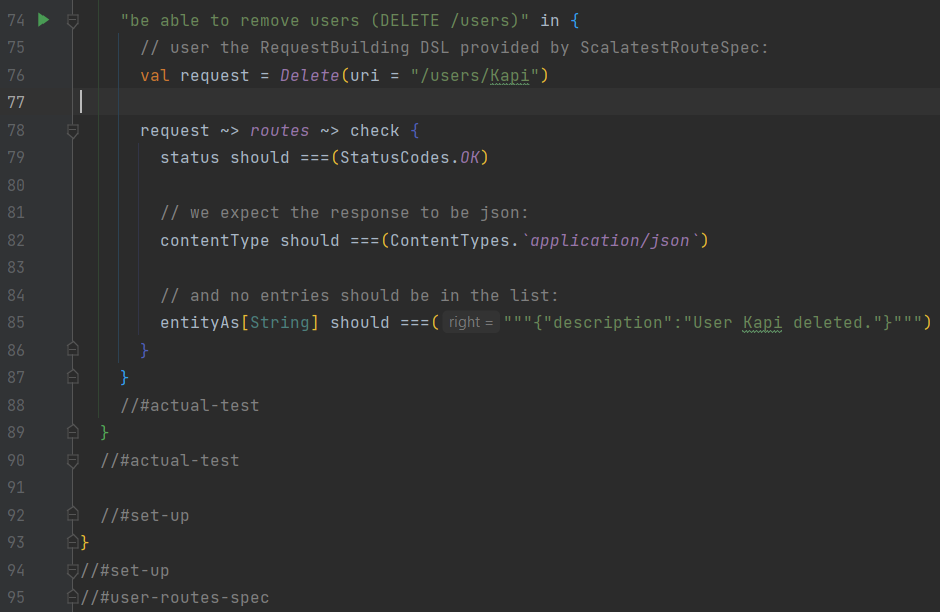 74 "be able to remove users (DELETE /users)" in {
75 // user the RequestBuilding DSL provided by ScalatestRouteSpec:
76 val request = Delete(uri = "/users/Kapi")
77
78 request ~> routes ~> check {
79 status should ===(StatusCodes.OK)
80
81 // we expect the response to be json:
82 contentType should ===(ContentTypes.`application/json`)
83
84 // and no entries should be in the list:
85 entityAs[String] should ===( right = """{"description":"User Kapi deleted."}""")
86 }
87 }
88 //#actual-test
89 }
90 //#actual-test
91
92 //#set-up
93 }
94 //#set-up
95 //#user-routes-spec